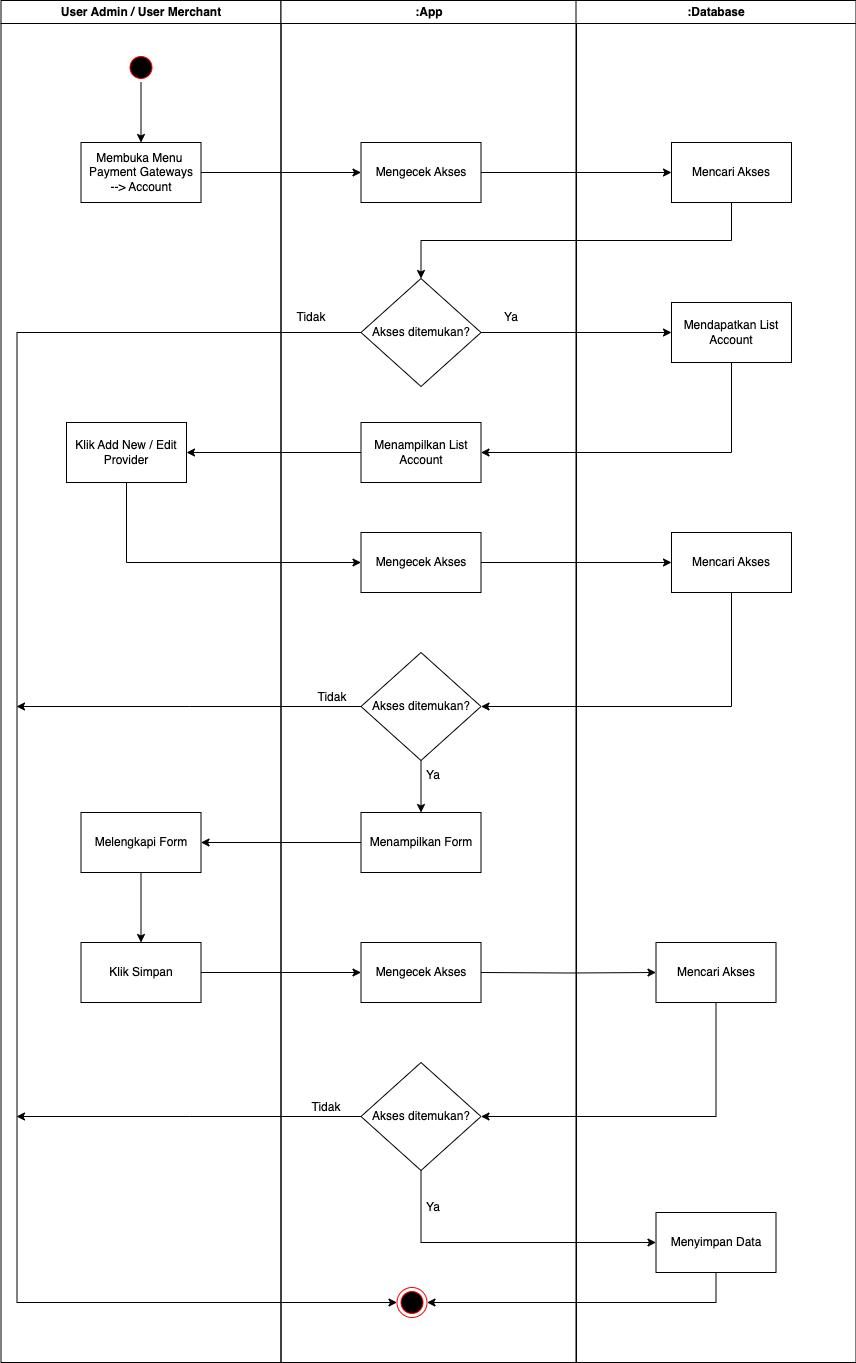 User Admin / User Merchant
:App
:Database
Membuka Menu
Payment Gateways
--> Account
Mengecek Akses
Mencari Akses
Tidak
Akses ditemukan?
Ya
Mendapatkan List
Account
Klik Add New / Edit
Provider
Menampilkan List
Account
Mengecek Akses
Mencari Akses
Tidak
Akses ditemukan?
Ya
Melengkapi Form
Menampilkan Form
Klik Simpan
Mengecek Akses
Mencari Akses
Tidak
Akses ditemukan?
Ya
Menyimpan Data